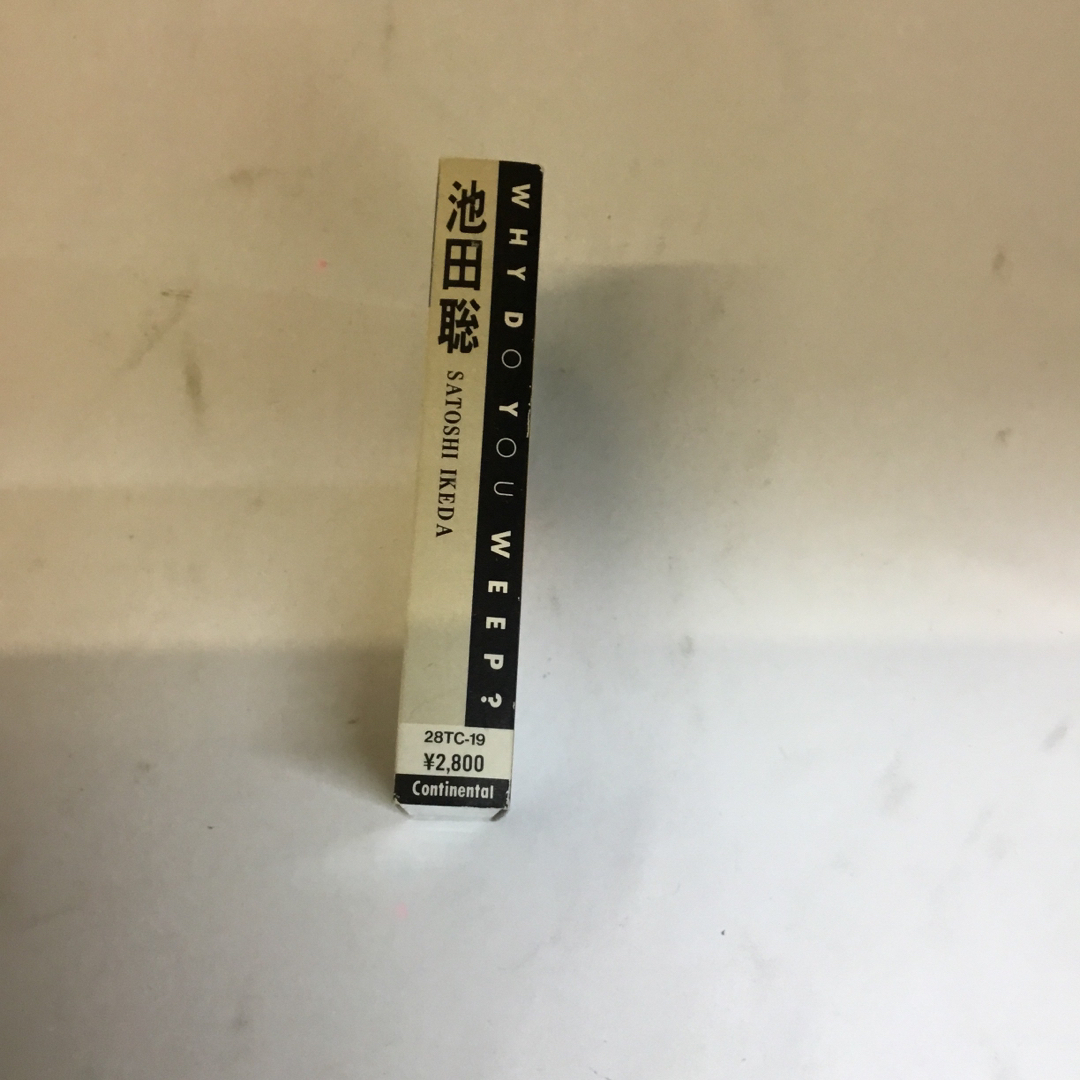 WHY DO YOU WEEP?
池田聡
SATOSHI IKEDA
28TC-19
¥2,800
Continental